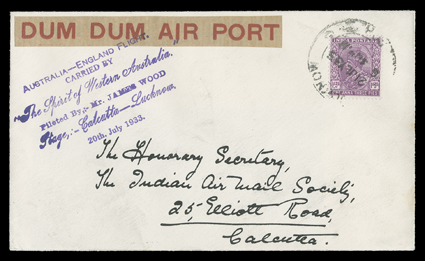 DUM DUM AIR PORT
AUSTRALIA—ENGLAND FLIGHT.
CARRIED BY
"The Spirit of Western Australia."
Piloted By,- Mr. JAMES WOOD
Stage,:- Calcutta—Lucknow.
20th. July 1933.
The Honorary Secretary,
The Indian Air Mail Society,
25, Elliott Road,
Calcutta.